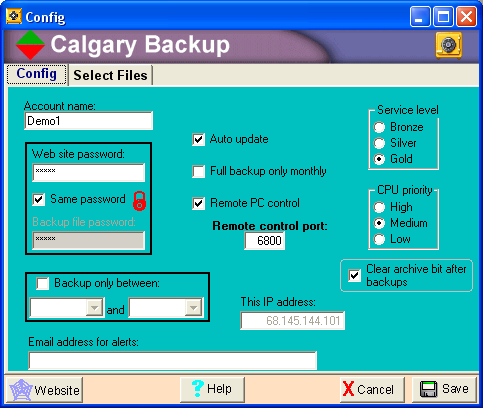 Config
Calgary Backup
Config Select Files
Account name:
Demo1
Web site password:
*****
Same password
Backup file password:
*****
Auto update
Full backup only monthly
Remote PC control
Remote control port:
6800
Service level
Bronze
Silver
Gold
CPU priority
High
Medium
Low
Clear archive bit after
backups
Backup only between:
and
This IP address:
68.145.144.101
Email address for alerts:
Website
Help
Cancel
Save